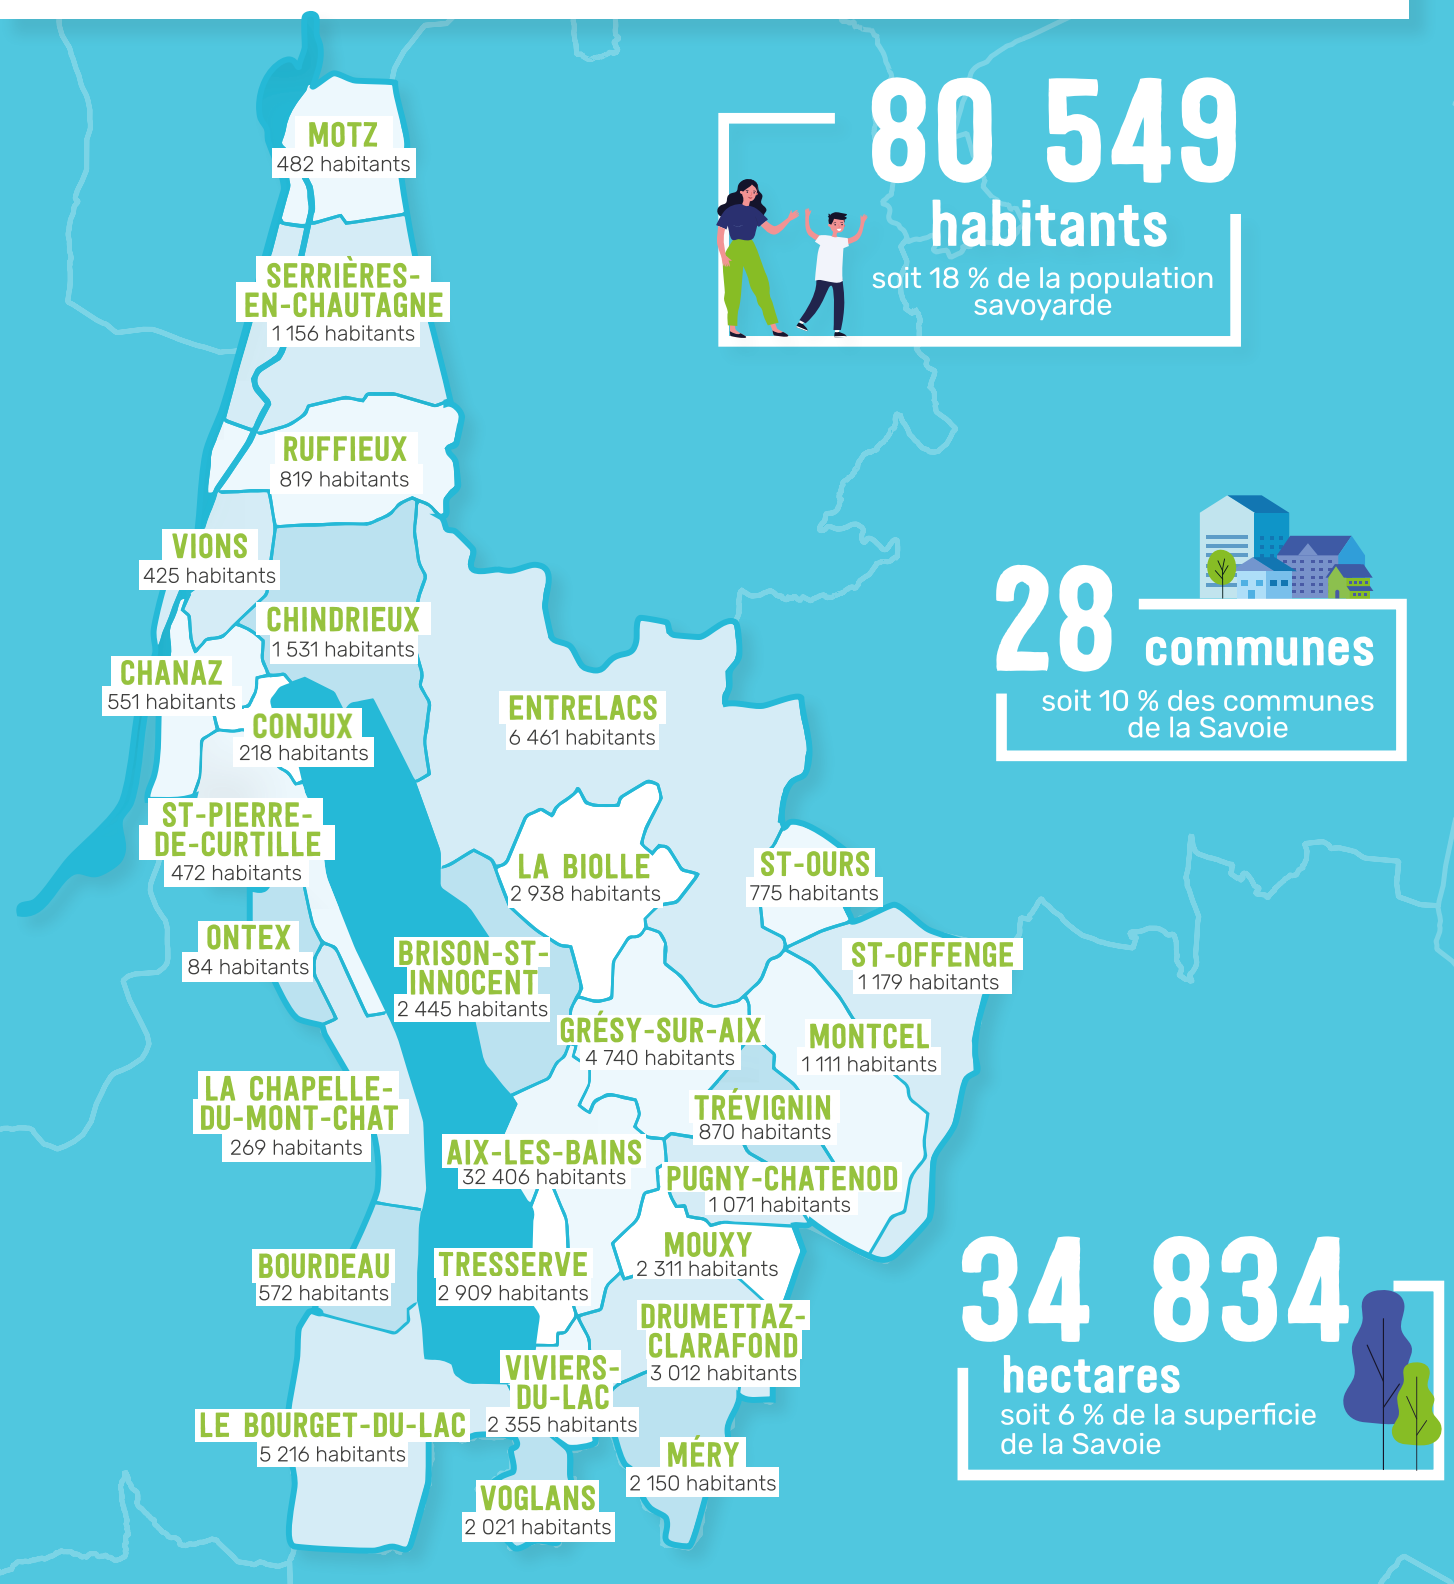 80 549
habitants
soit 18 % de la population
savoyarde
MOTZ
482 habitants
SERRIÈRES-
EN-CHAUTAGNE
1 156 habitants
RUFFIEUX
819 habitants
VIONS
425 habitants
CHINDRIEUX
1 531 habitants
CHANAZ
551 habitants
CONJUX
218 habitants
ENTRELACS
6 461 habitants
28
communes
soit 10 % des communes
de la Savoie
ST-PIERRE-
DE-CURTILLE
472 habitants
LA BIOLLE
2 938 habitants
ST-OURS
775 habitants
ONTEX
84 habitants
BRISON-ST-
INNOCENT
2 445 habitants
ST-OFFENGE
1 179 habitants
GRÉSY-SUR-AIX
4 740 habitants
MONTCEL
1 111 habitants
LA CHAPELLE-
DU-MONT-CHAT
269 habitants
TRÉVIGNIN
870 habitants
AIX-LES-BAINS
32 406 habitants
PUGNY-CHATENOD
1 071 habitants
BOURDEAU
572 habitants
TRESSERVE
2 909 habitants
MOUXY
2 311 habitants
DRUMETTAZ-
CLARAFOND
3 012 habitants
34 834
hectares
soit 6 % de la superficie
de la Savoie
VIVIERS-
DU-LAC
2 355 habitants
LE BOURGET-DU-LAC
5 216 habitants
MÉRY
2 150 habitants
VOGLANS
2 021 habitants